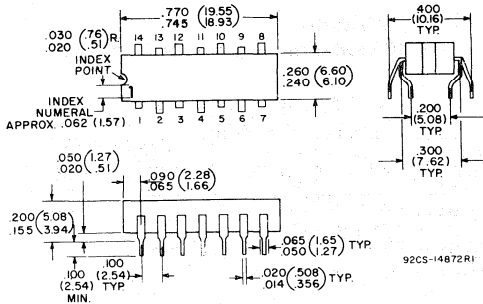 .770 (19.55)
.745 (18.93)
.030 (.76) R.
.020 (.51)
14 13 12 11 10 9 8
INDEX
POINT
1
INDEX
NUMERAL
APPROX. .062 (1.57)
1 2 3 4 5 6 7
.260 (6.60)
.240 (6.10)
.400
(10.16)
TYP.
.200
(5.08)
TYP.
.300
(7.62)
TYP.
.050 (1.27)
.020 (.51)
.090 (2.28)
.065 (1.66)
.200 (5.08)
.155 (3.94)
.100
(2.54)
MIN.
.100
(2.54)
TYP.
.065 (1.65) TYP.
.050 (1.27)
.020 (.508) TYP.
.014 (.356)
92CS-14872R1